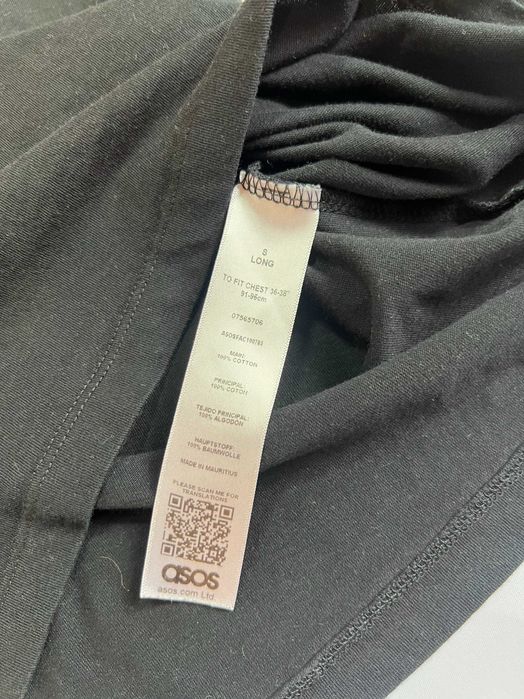 S
LONG
TO FIT CHEST 36-38"
91-96cm
07565706
MAIN:
100% COTTON
PRINCIPAL:
100% COTON
TEJIDO PRINCIPAL:
100% ALGODÓN
HAUPTSTOFF:
100% BAUMWOLLE
MADE IN MAURITIUS
PLEASE SCAN ME FOR
TRANSLATIONS
asos
asos.com Ltd.